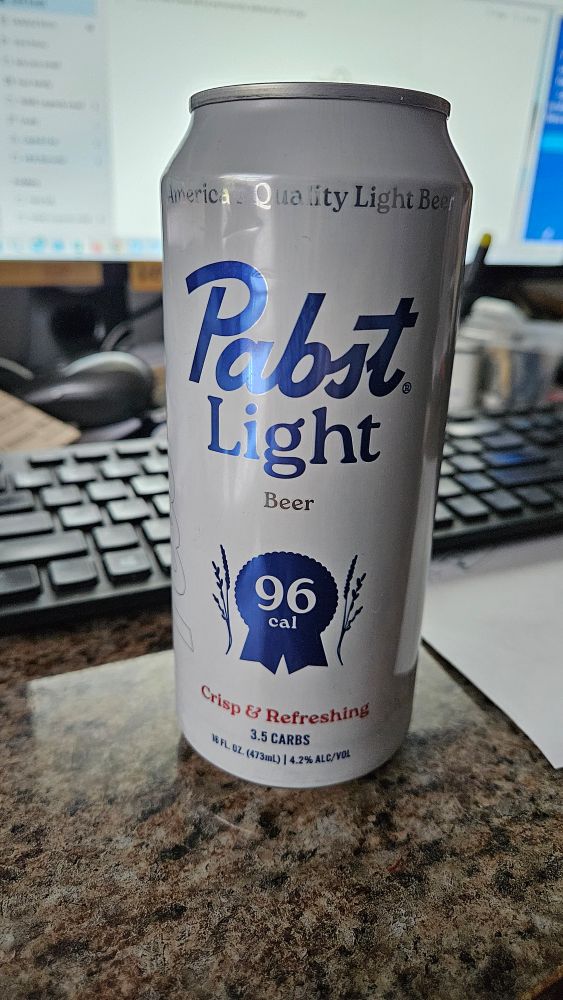 America's Quality Light Beer
Pabst®
Light
Beer
96
cal
Crisp & Refreshing
3.5 CARBS
16 FL. OZ. (473mL) | 4.2% ALC/VOL